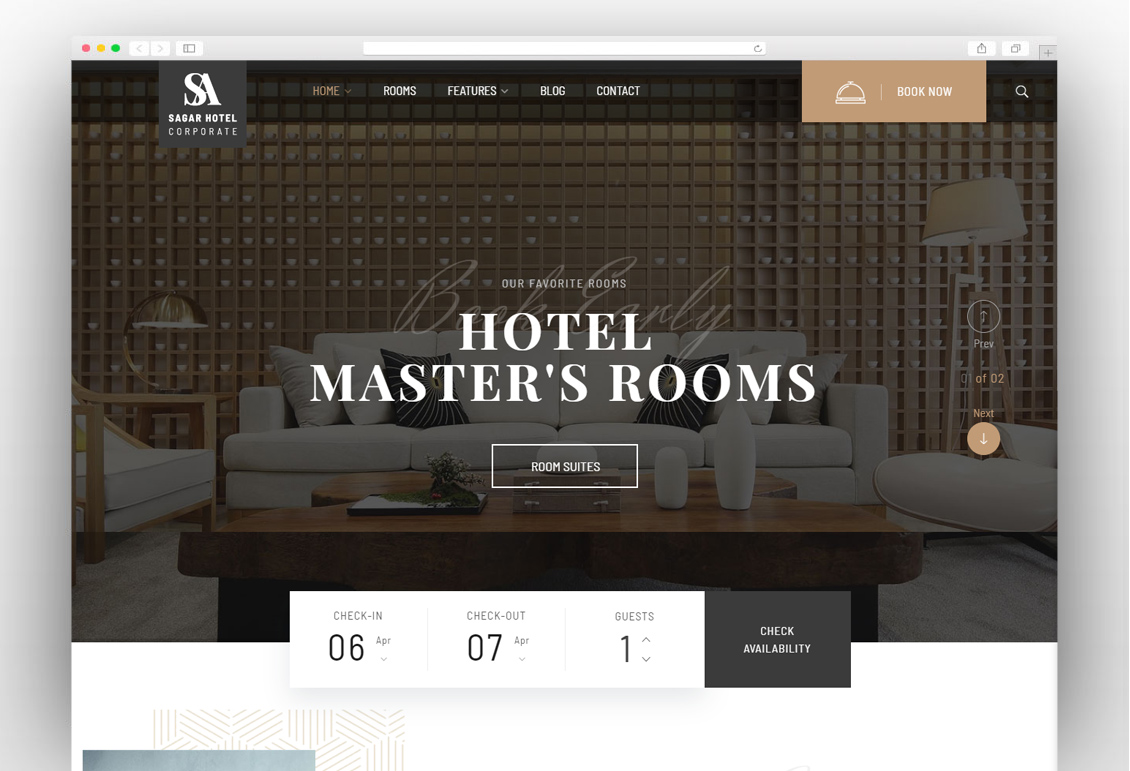 SA
SAGAR HOTEL
CORPORATE
HOME
ROOMS
FEATURES
BLOG
CONTACT
BOOK NOW
Book Early
OUR FAVORITE ROOMS
HOTEL
MASTER'S ROOMS
ROOM SUITES
Prev
01 of 02
Next
CHECK-IN
06 Apr
CHECK-OUT
07 Apr
GUESTS
1
CHECK
AVAILABILITY